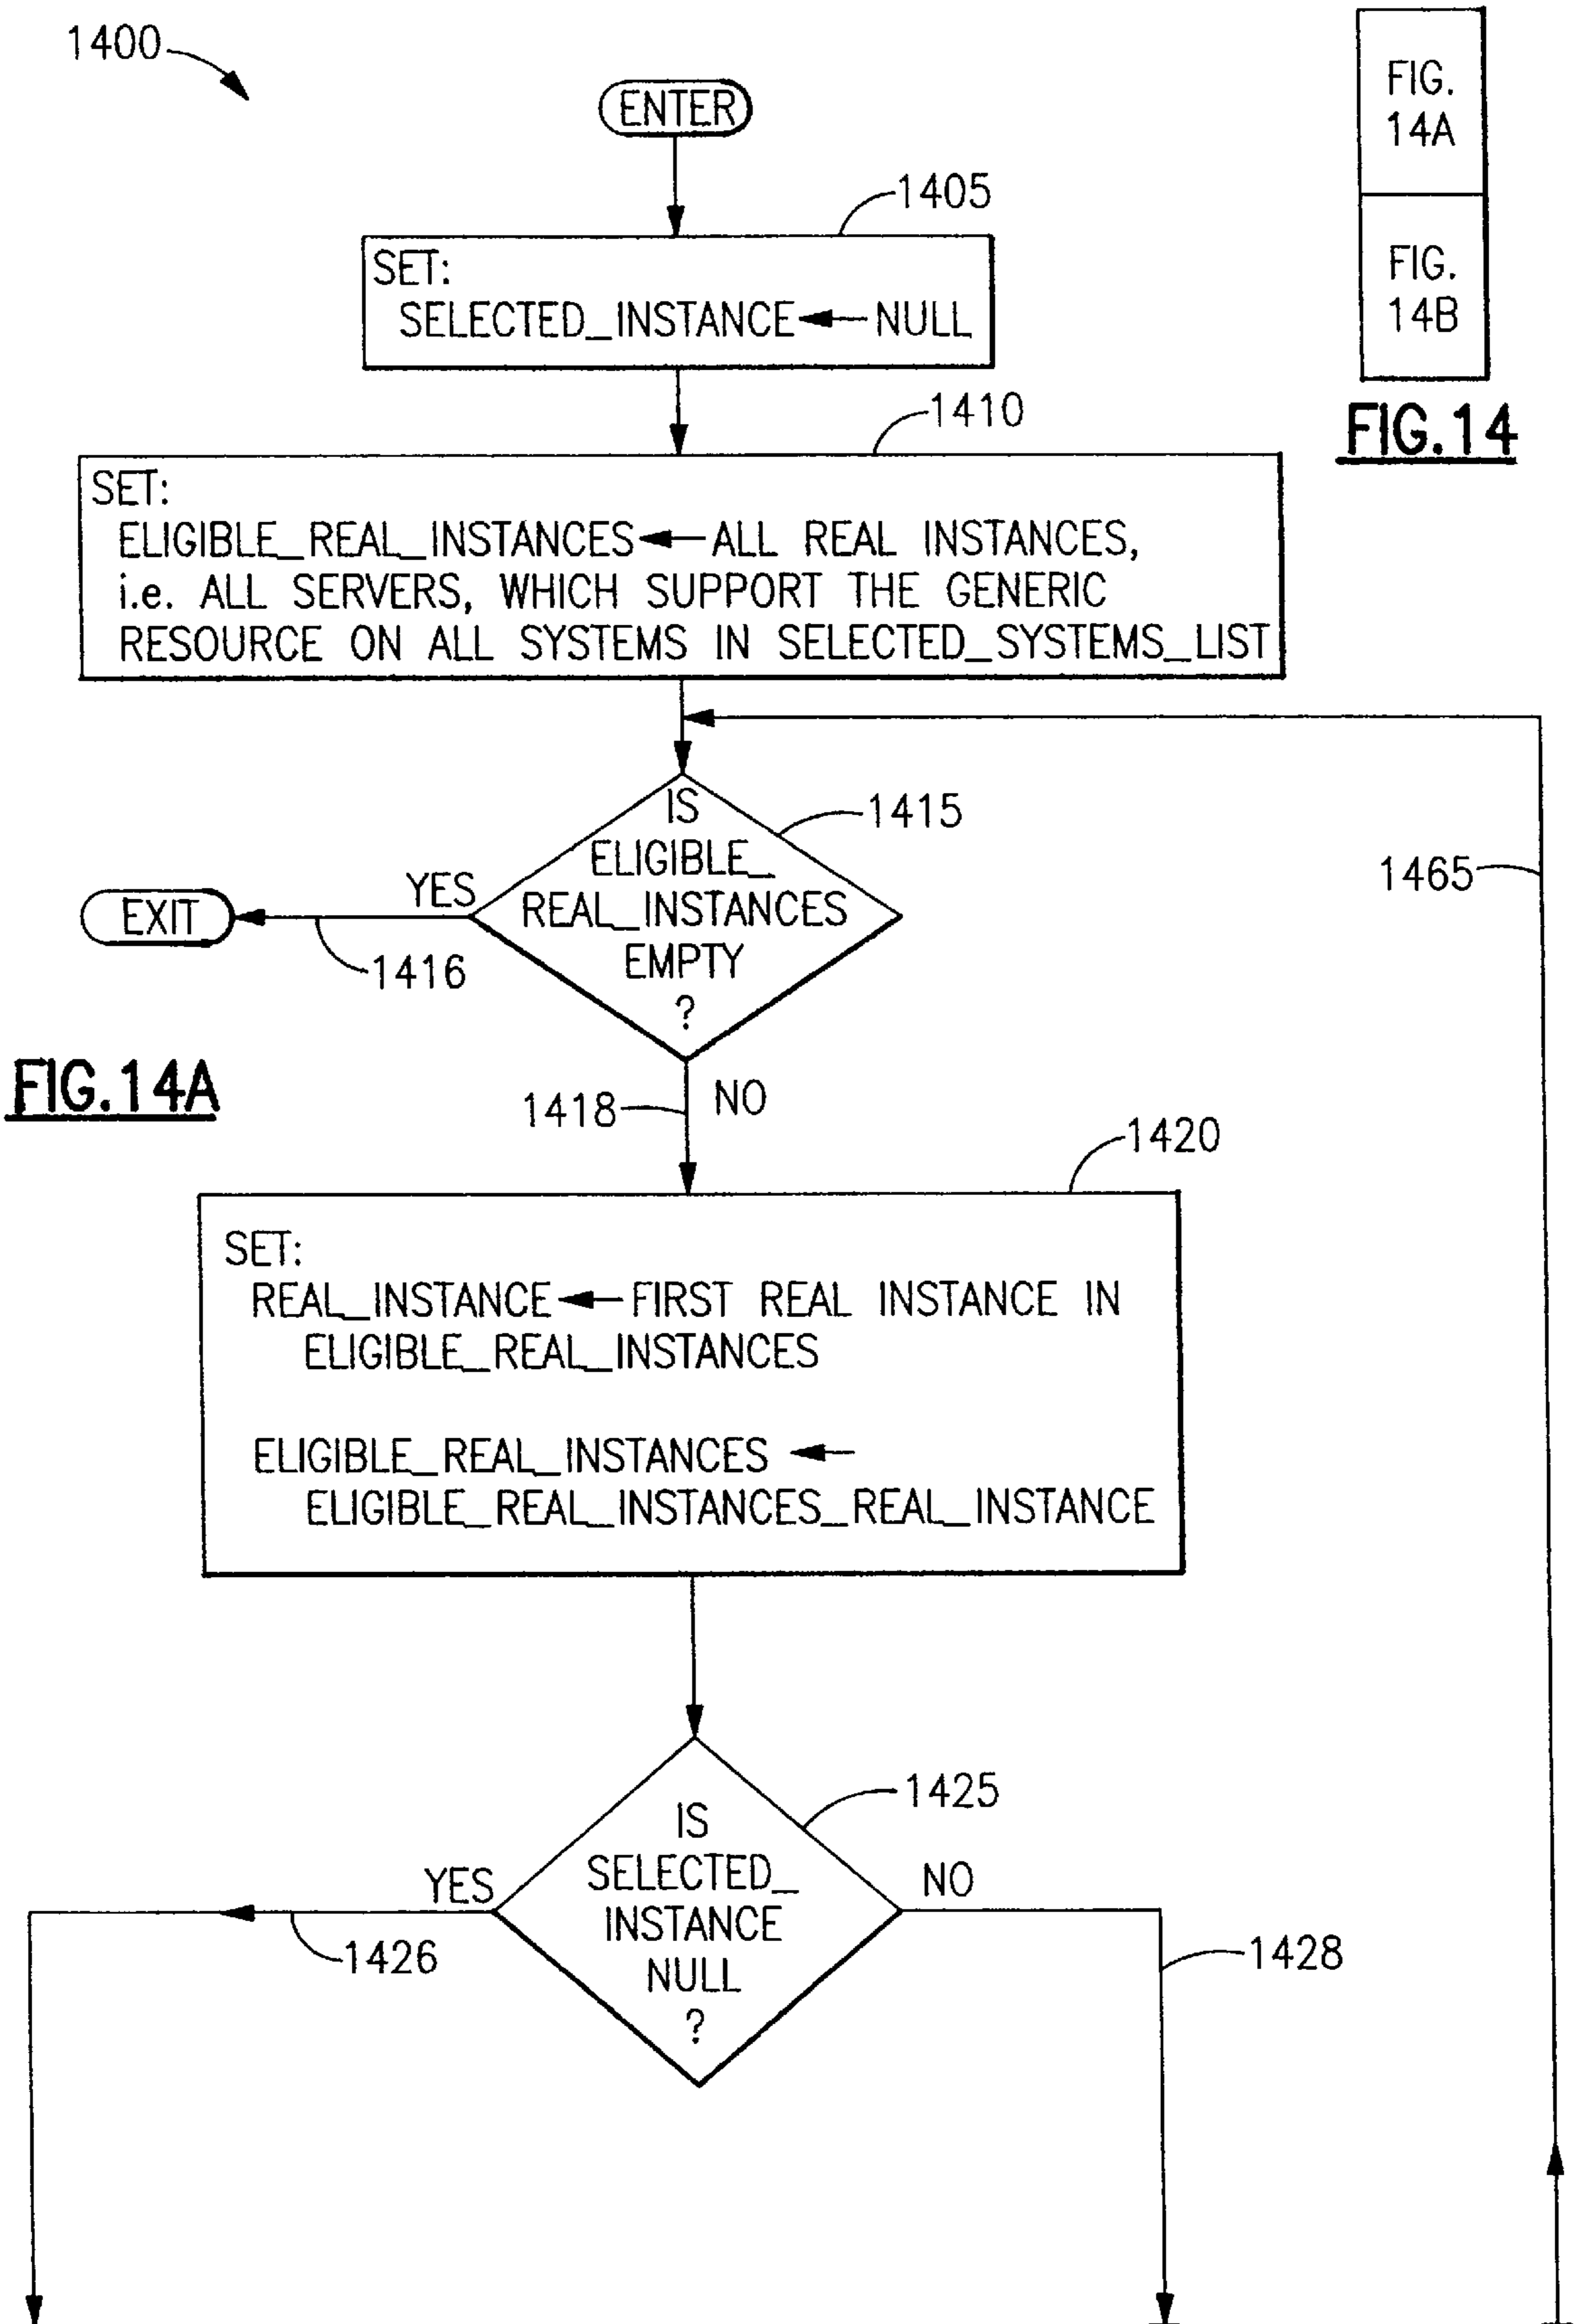 1400
ENTER
FIG.
14A
FIG.
14B
FIG.14
1405
SET:
SELECTED_INSTANCE←NULL
1410
SET:
ELIGIBLE_REAL_INSTANCES←ALL REAL INSTANCES,
i.e. ALL SERVERS, WHICH SUPPORT THE GENERIC
RESOURCE ON ALL SYSTEMS IN SELECTED_SYSTEMS_LIST
IS
ELIGIBLE_
REAL_INSTANCES
EMPTY
?
1415
1465
YES
EXIT
1416
FIG.14A
1418
NO
1420
SET:
REAL_INSTANCE←FIRST REAL INSTANCE IN
ELIGIBLE_REAL_INSTANCES
ELIGIBLE_REAL_INSTANCES ←
ELIGIBLE_REAL_INSTANCES_REAL_INSTANCE
IS
SELECTED_
INSTANCE
NULL
?
1425
YES
NO
1426
1428